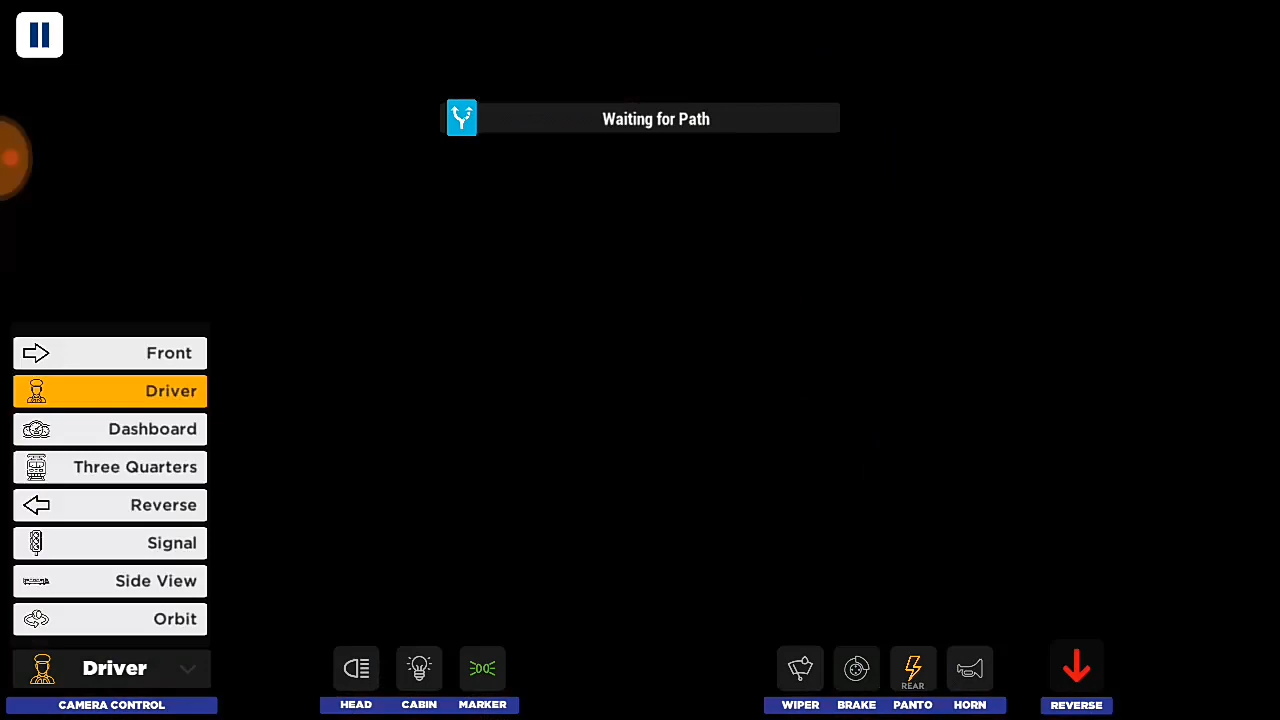 Waiting for Path
Front
Driver
Dashboard
Three Quarters
Reverse
Signal
Side View
Orbit
Driver
CAMERA CONTROL
HEAD
CABIN
MARKER
WIPER
BRAKE
REAR
PANTO
HORN
REVERSE